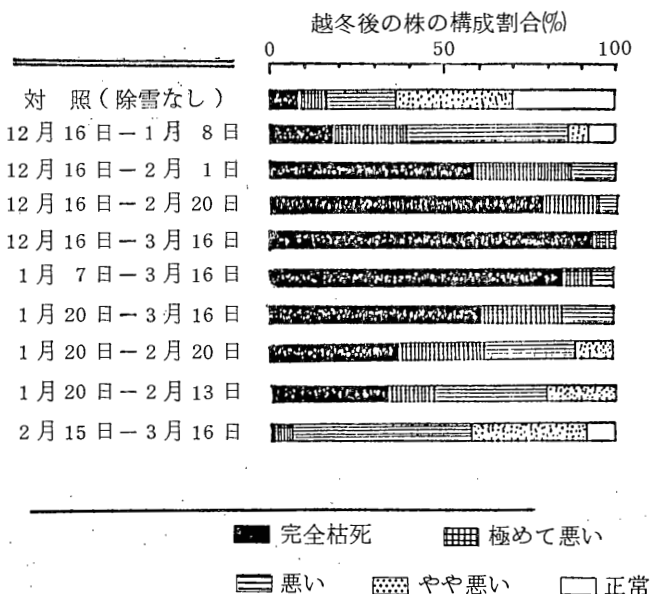 越冬後の株の構成割合(%)
0 50 100
対 照(除雪なし)
12月16日－1月 8日
12月16日－2月 1日
12月16日－2月20日
12月16日－3月16日
1月 7日－3月16日
1月20日－3月16日
1月20日－2月20日
1月20日－2月13日
2月15日－3月16日
完全枯死 極めて悪い
悪い やや悪い 正常